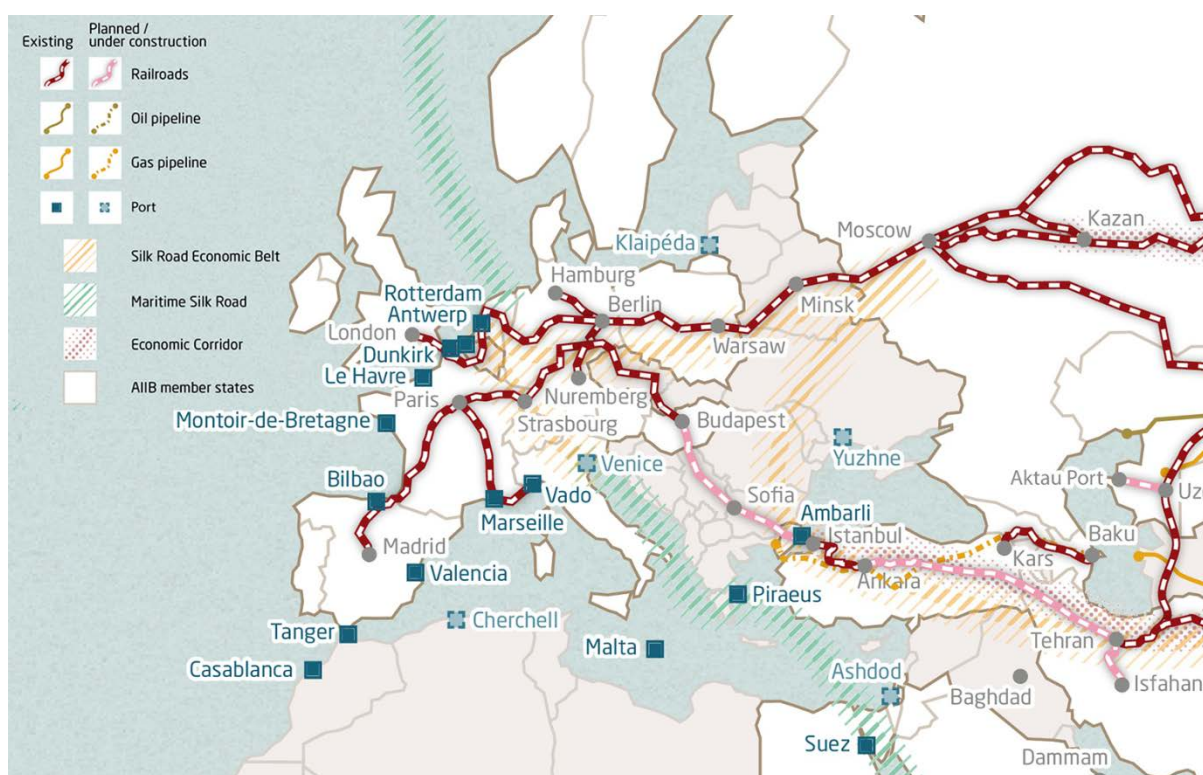 Existing
Planned /
under construction
Railroads
Oil pipeline
Gas pipeline
Port
Silk Road Economic Belt
Maritime Silk Road
Economic Corridor
AIIB member states
Moscow
Kazan
Klaipéda
Hamburg
Minsk
Rotterdam
Berlin
Antwerp
London
Warsaw
Dunkirk
Le Havre
Nuremberg
Paris
Strasbourg
Budapest
Montoir-de-Bretagne
Yuzhne
Venice
Aktau Port
Uz
Bilbao
Vado
Sofia
Ambarli
Marseille
Istanbul
Baku
Kars
Madrid
Ankara
Valencia
Piraeus
Cherchell
Tanger
Malta
Tehran
Casablanca
Ashdod
Baghdad
Isfahan
Suez
Dammam